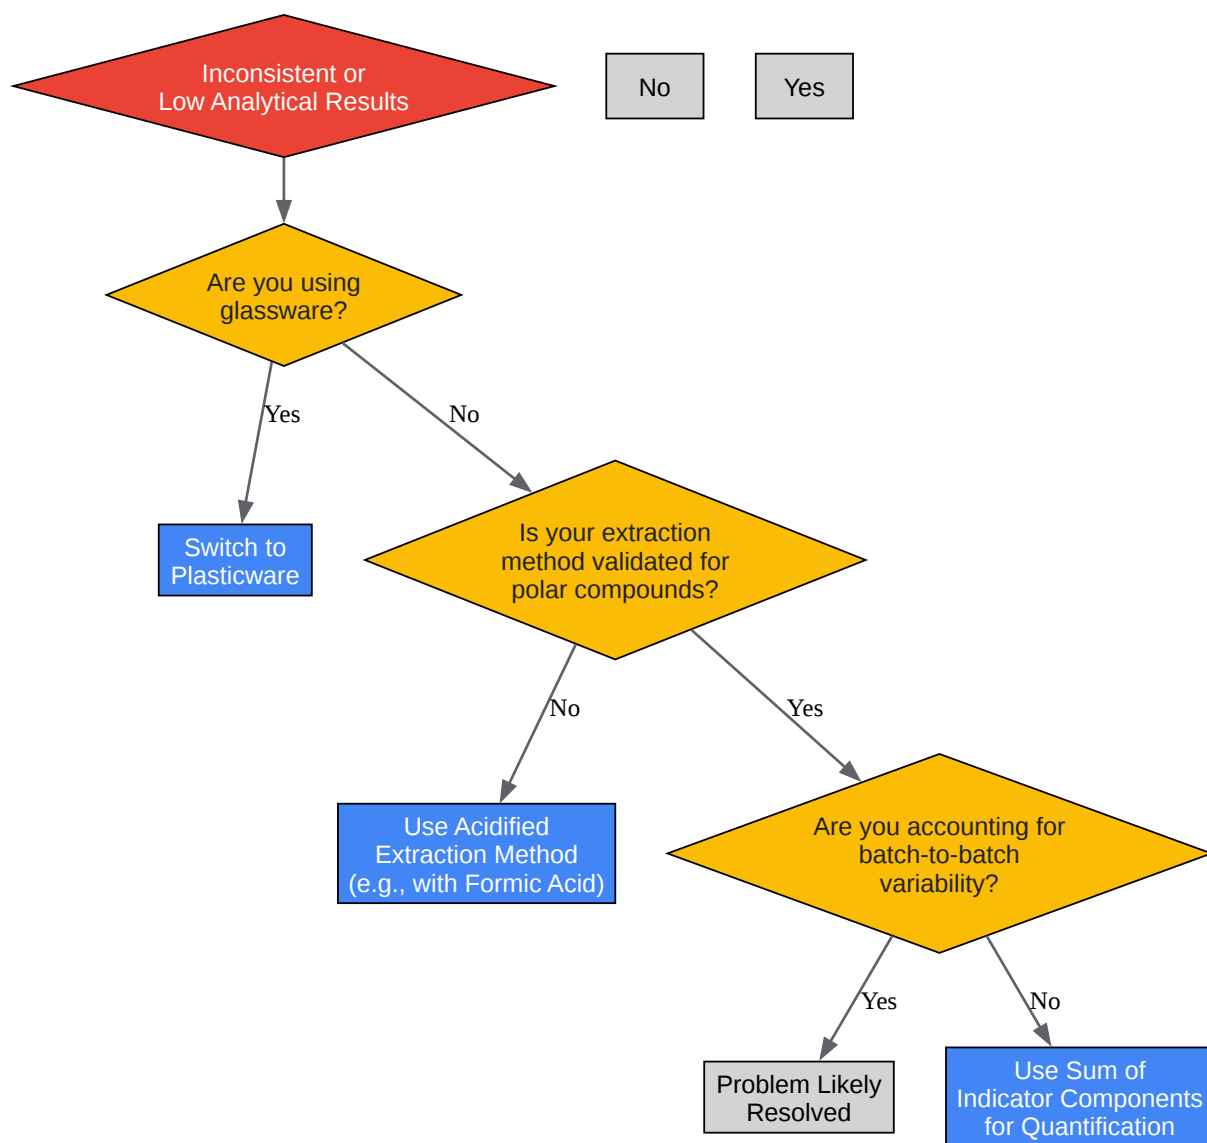 Inconsistent or
Low Analytical Results
No
Yes
Are you using
glassware?
Yes
No
Switch to
Plasticware
Is your extraction
method validated for
polar compounds?
No
Yes
Use Acidified
Extraction Method
(e.g., with Formic Acid)
Are you accounting for
batch-to-batch
variability?
Yes
No
Problem Likely
Resolved
Use Sum of
Indicator Components
for Quantification